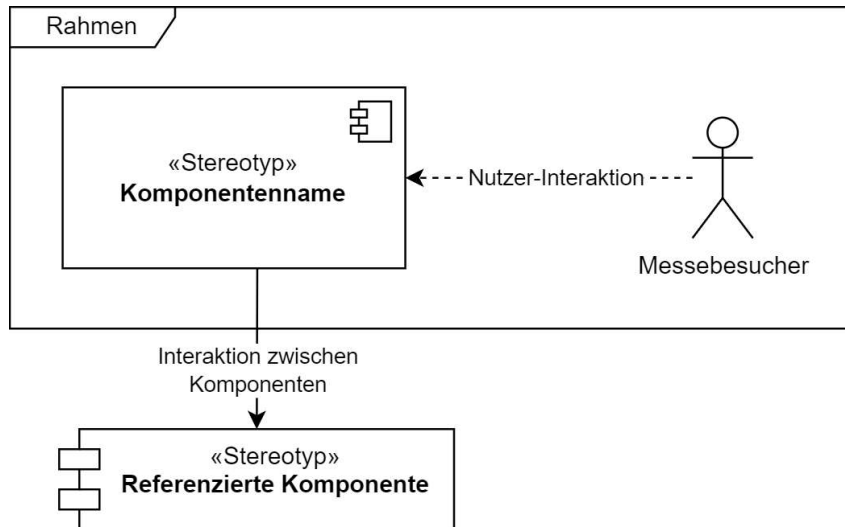 Rahmen
«Stereotyp»
Komponentenname
Nutzer-Interaktion
Messebesucher
Interaktion zwischen
Komponenten
«Stereotyp»
Referenzierte Komponente